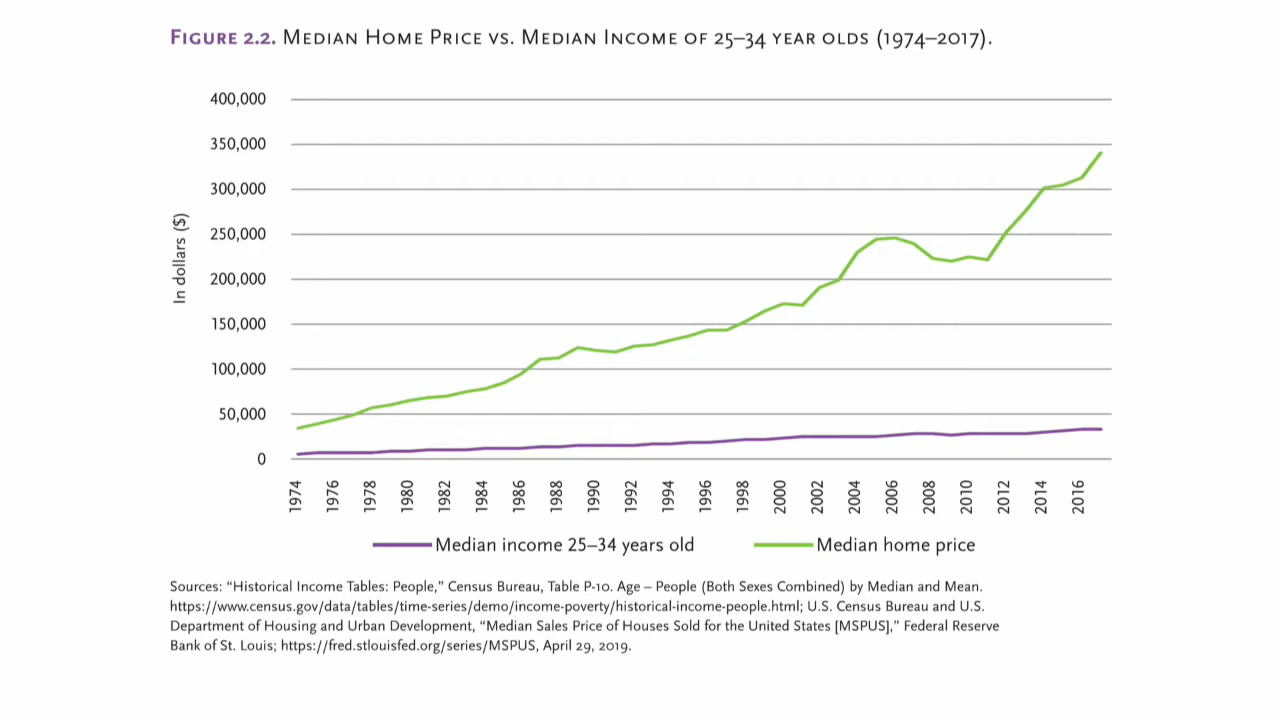 Figure 2.2. Median Home Price vs. Median Income of 25–34 year olds (1974–2017).
400,000
350,000
300,000
250,000
200,000
150,000
100,000
50,000
0
In dollars ($)
1974 1976 1978 1980 1982 1984 1986 1988 1990 1992 1994 1996 1998 2000 2002 2004 2006 2008 2010 2012 2014 2016
Median income 25–34 years old Median home price
Sources: “Historical Income Tables: People,” Census Bureau, Table P-10. Age – People (Both Sexes Combined) by Median and Mean.
https://www.census.gov/data/tables/time-series/demo/income-poverty/historical-income-people.html; U.S. Census Bureau and U.S.
Department of Housing and Urban Development, “Median Sales Price of Houses Sold for the United States [MSPUS],” Federal Reserve
Bank of St. Louis; https://fred.stlouisfed.org/series/MSPUS, April 29, 2019.